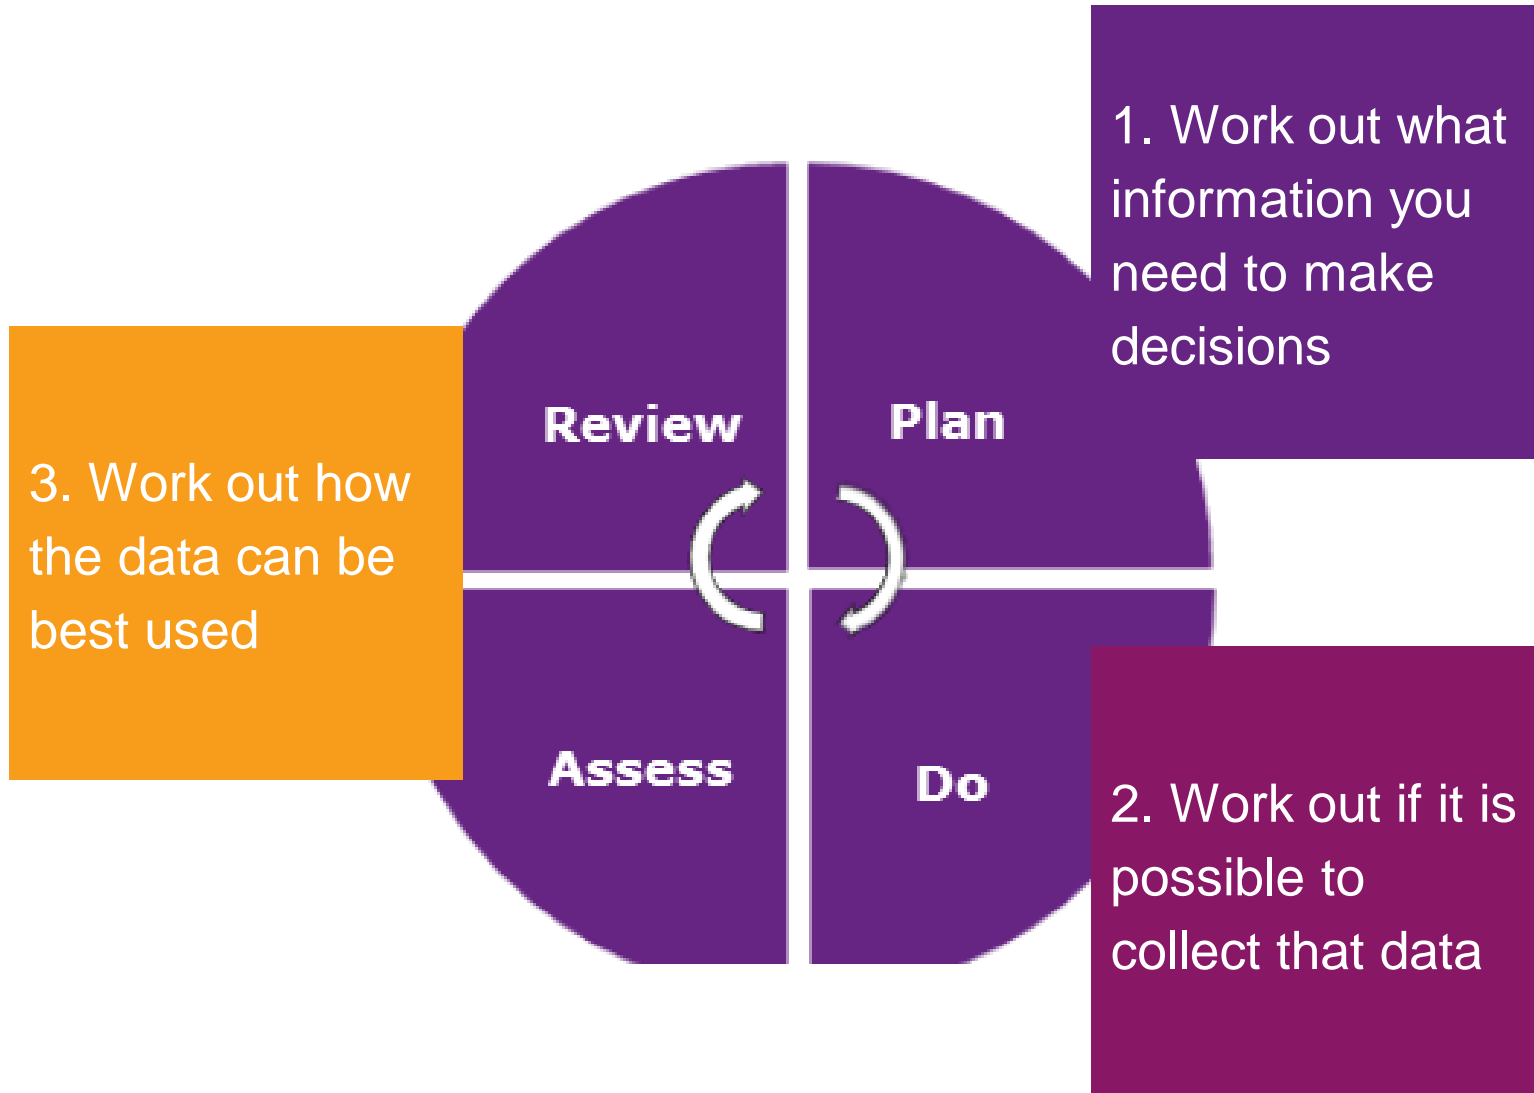 1. Work out what
information you
need to make
decisions
Review
Plan
3. Work out how
the data can be
best used
Assess
Do
2. Work out if it is
possible to
collect that data